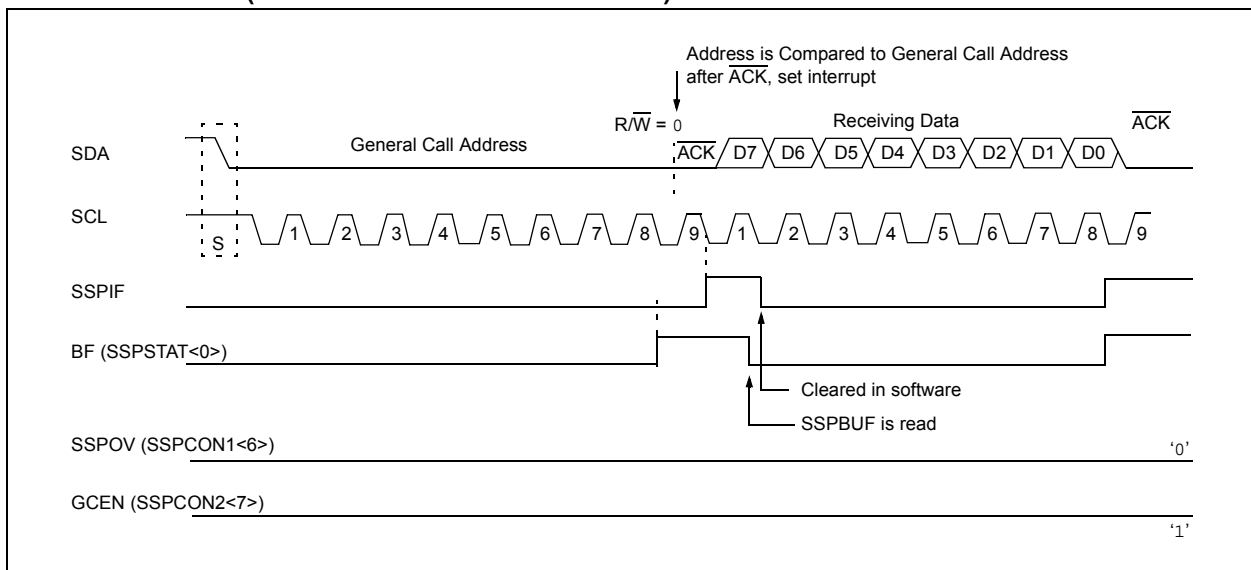 Address is Compared to General Call Address
after ACK, set interrupt
R/W = 0
Receiving Data
ACK
SDA
General Call Address
ACK
D7
D6
D5
D4
D3
D2
D1
D0
SCL
S
1
2
3
4
5
6
7
8
9
1
2
3
4
5
6
7
8
9
SSPIF
BF (SSPSTAT<0>)
Cleared in software
SSPBUF is read
SSPOV (SSPCON1<6>)
‘0’
GCEN (SSPCON2<7>)
‘1’